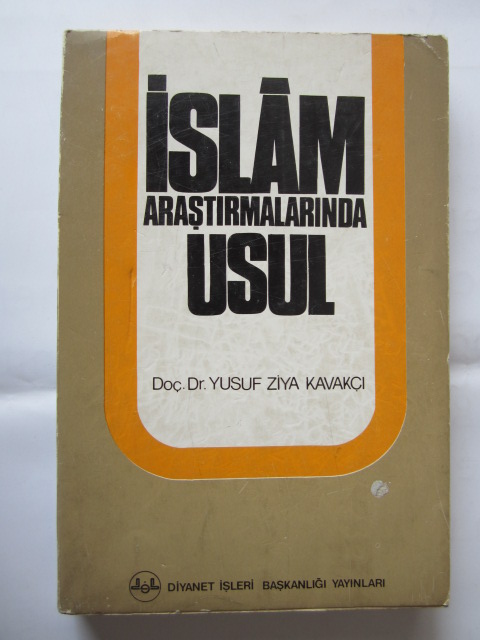 İSLÂM
ARAŞTIRMALARINDA
USUL
Doç. Dr. YUSUF ZİYA KAVAKÇI
DİYANET İŞLERİ BAŞKANLIĞI YAYINLARI